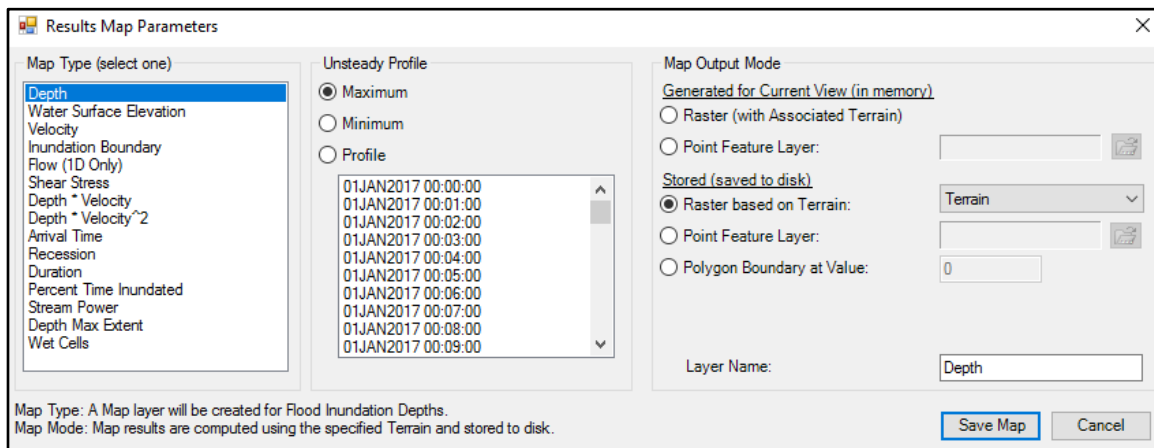 Results Map Parameters
Map Type (select one)
Depth
Water Surface Elevation
Velocity
Inundation Boundary
Flow (1D Only)
Shear Stress
Depth * Velocity
Depth * Velocity^2
Arrival Time
Recession
Duration
Percent Time Inundated
Stream Power
Depth Max Extent
Wet Cells
Unsteady Profile
Maximum
Minimum
Profile
01JAN2017 00:00:00
01JAN2017 00:01:00
01JAN2017 00:02:00
01JAN2017 00:03:00
01JAN2017 00:04:00
01JAN2017 00:05:00
01JAN2017 00:06:00
01JAN2017 00:07:00
01JAN2017 00:08:00
01JAN2017 00:09:00
Map Output Mode
Generated for Current View (in memory)
Raster (with Associated Terrain)
Point Feature Layer:
Stored (saved to disk)
Raster based on Terrain: Terrain
Point Feature Layer:
Polygon Boundary at Value: 0
Layer Name: Depth
Map Type: A Map layer will be created for Flood Inundation Depths.
Map Mode: Map results are computed using the specified Terrain and stored to disk.
Save Map Cancel